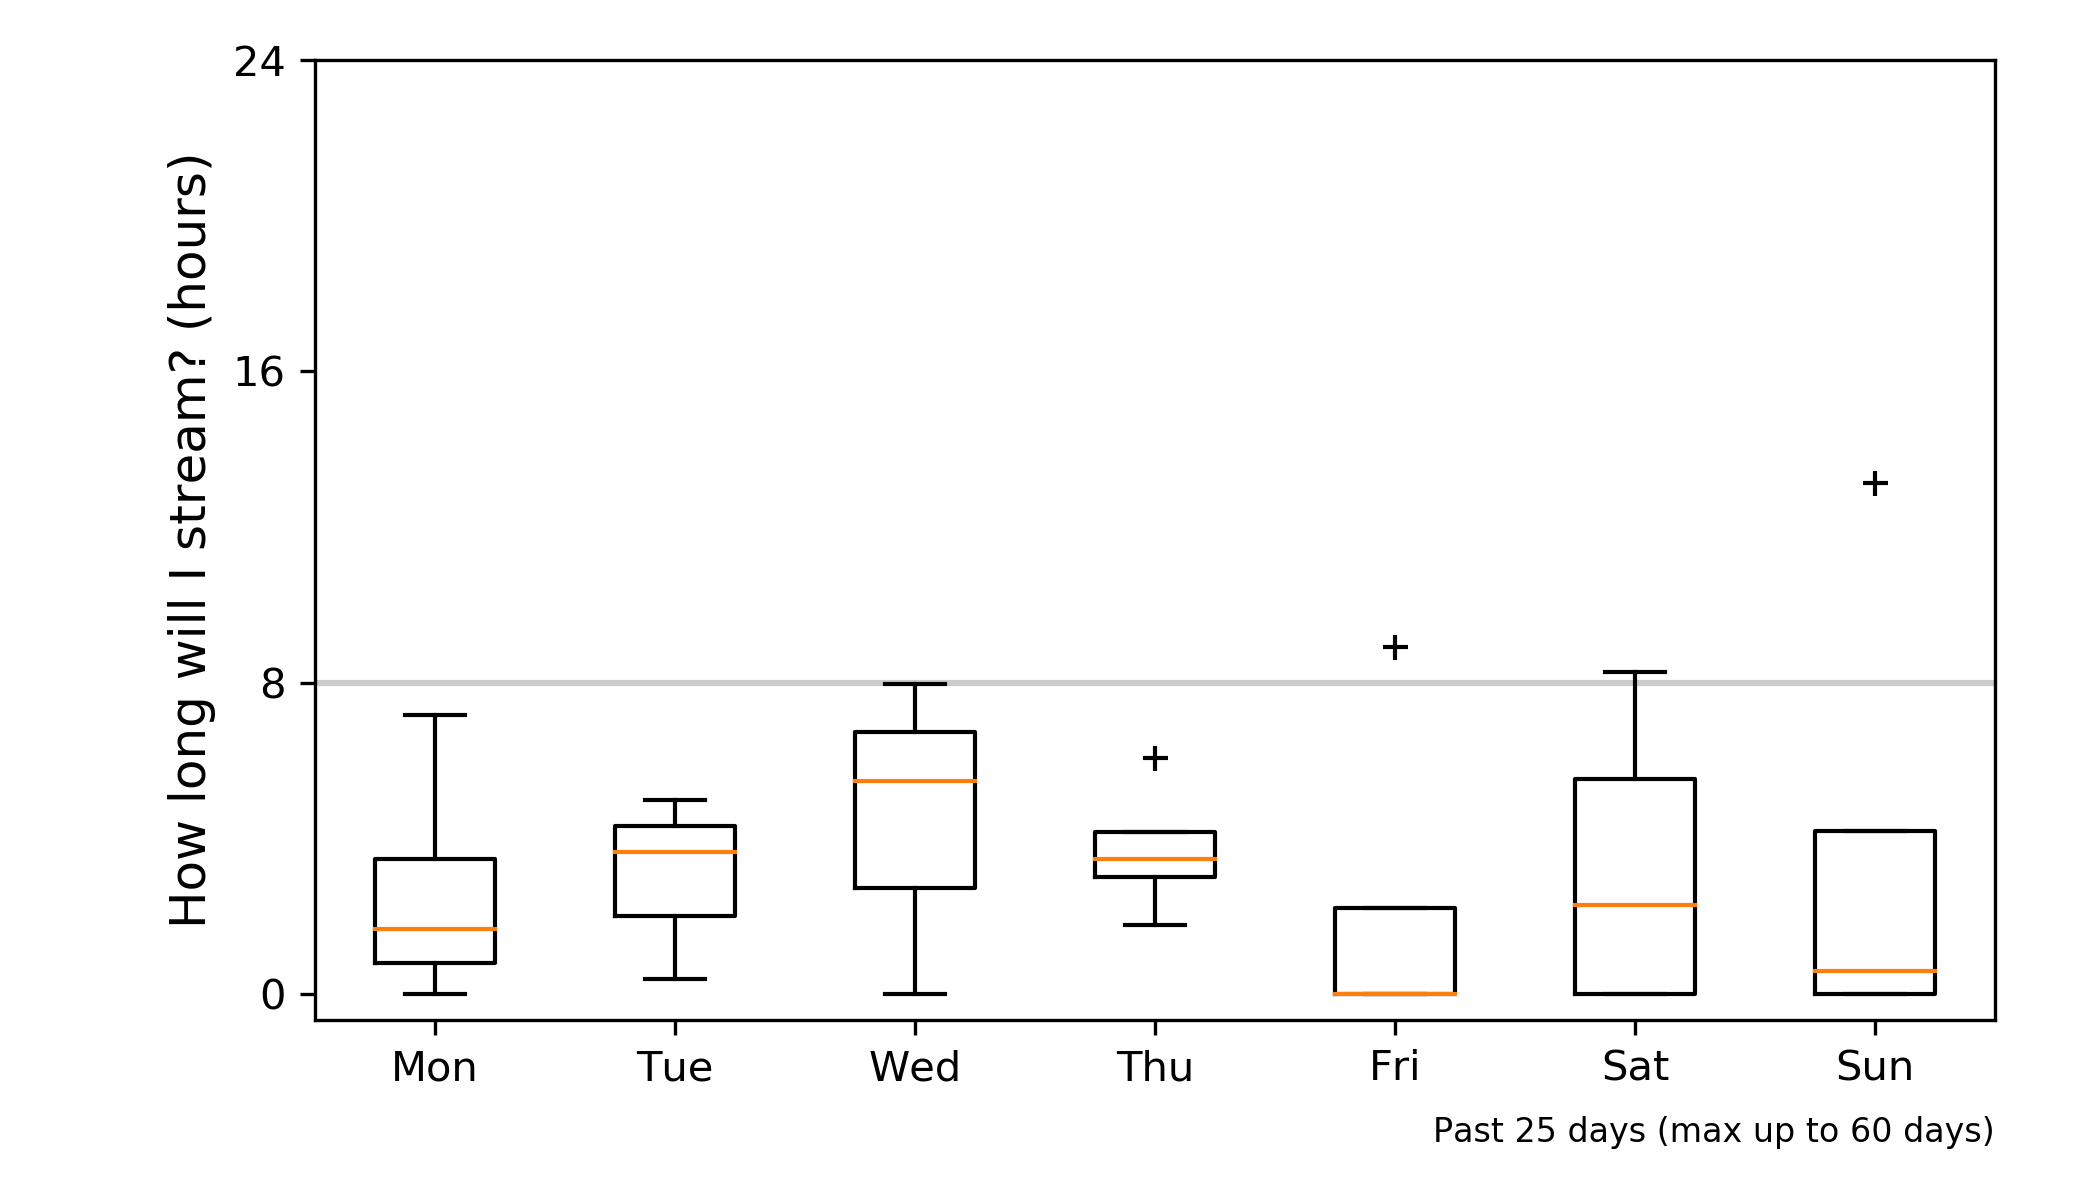 How long will I stream? (hours)
24
16
8
0
Mon Tue Wed Thu Fri Sat Sun
Past 25 days (max up to 60 days)